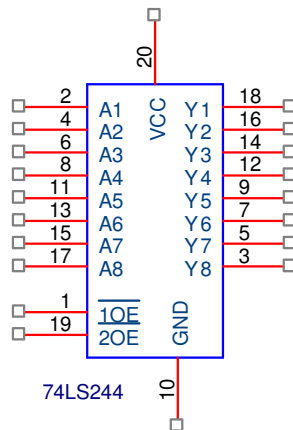 20
VCC
2 A1 Y1 18
4 A2 Y2 16
6 A3 Y3 14
8 A4 Y4 12
11 A5 Y5 9
13 A6 Y6 7
15 A7 Y7 5
17 A8 Y8 3
1 1OE
19 2OE
GND
10
74LS244